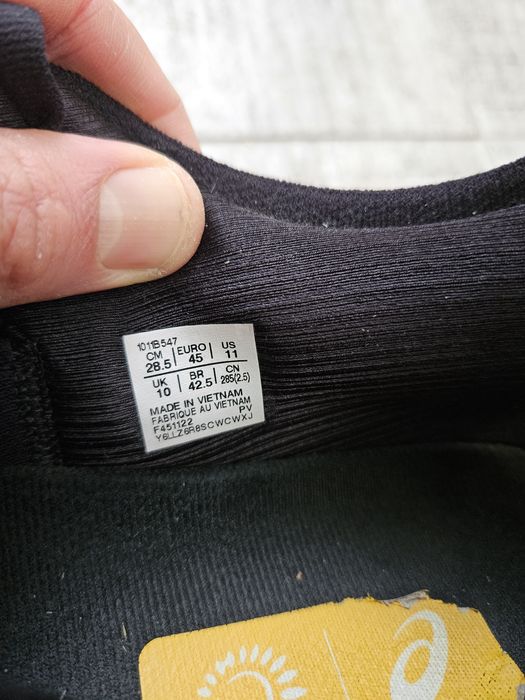 1011B547
CM EURO US
28.5 45 11
UK BR CN
10 42.5 285(2.5)
MADE IN VIETNAM
FABRIQUE AU VIETNAM
F451122 PV
Y6LLZ6R8SCWCWXJ